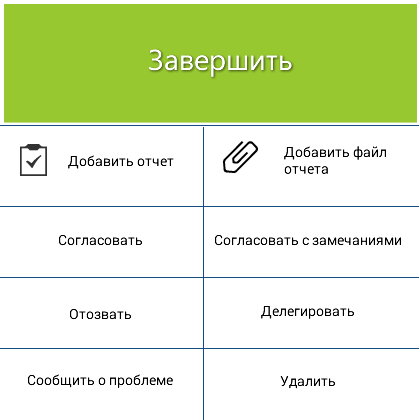 Завершить
Добавить отчет
Добавить файл
отчета
Согласовать
Согласовать с замечаниями
Отозвать
Делегировать
Сообщить о проблеме
Удалить